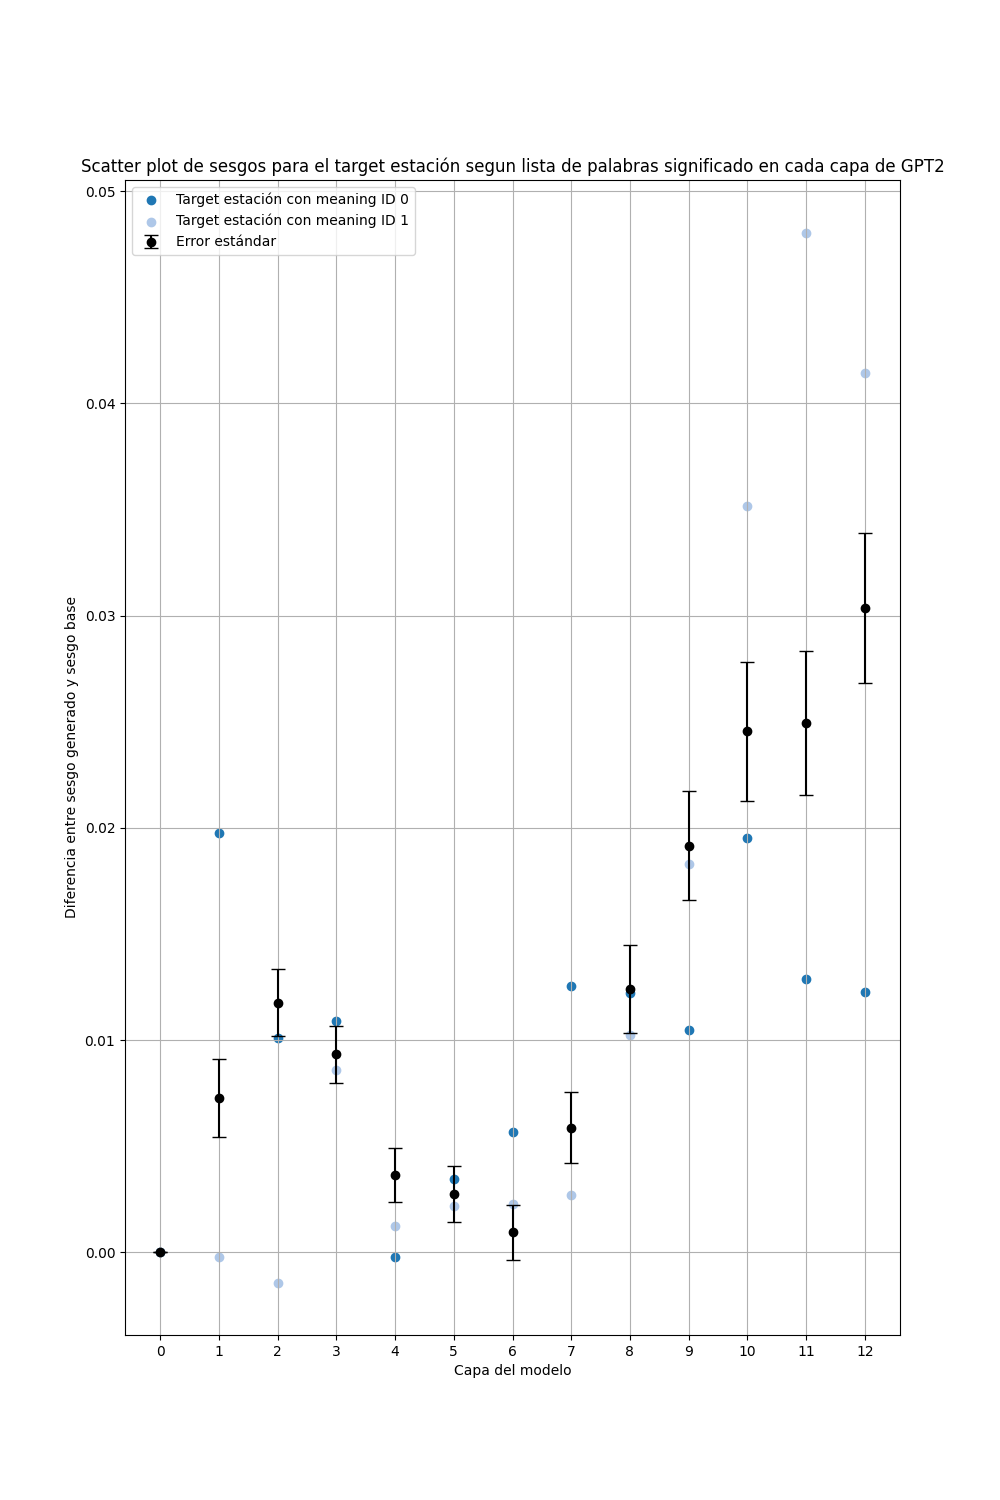 Scatter plot de sesgos para el target estación segun lista de palabras significado en cada capa de GPT2
Target estación con meaning ID 0
Target estación con meaning ID 1
Error estándar
0.05
0.04
0.03
0.02
0.01
0.00
Diferencia entre sesgo generado y sesgo base
0 1 2 3 4 5 6 7 8 9 10 11 12
Capa del modelo